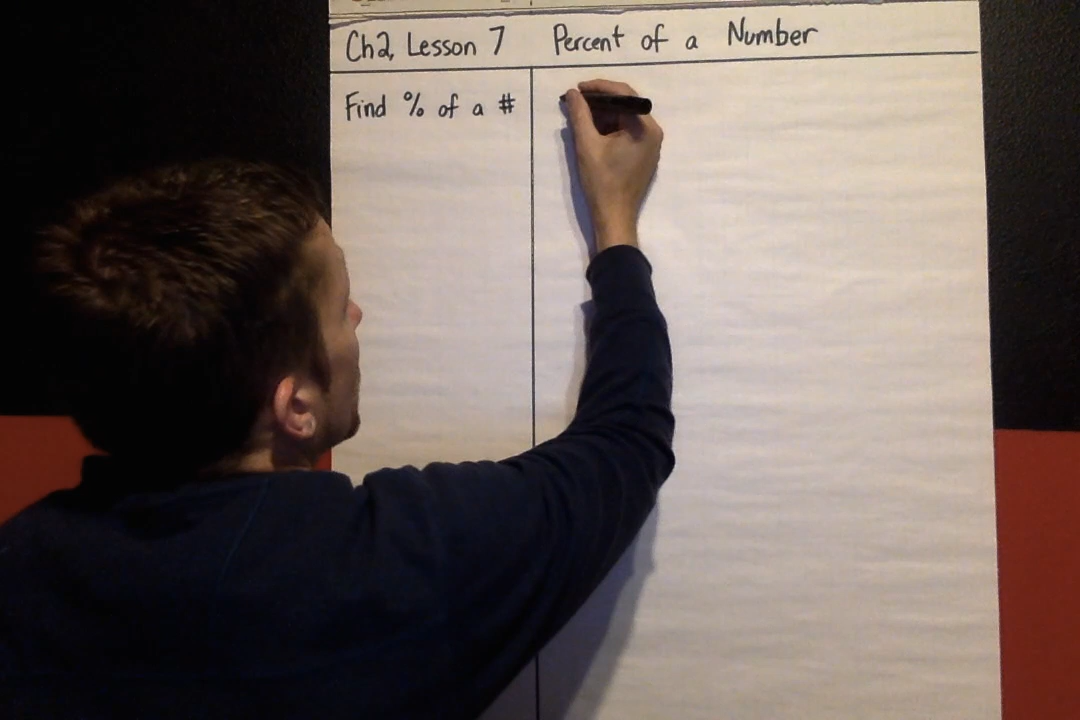 Ch2, Lesson 7 Percent of a Number
Find % of a #